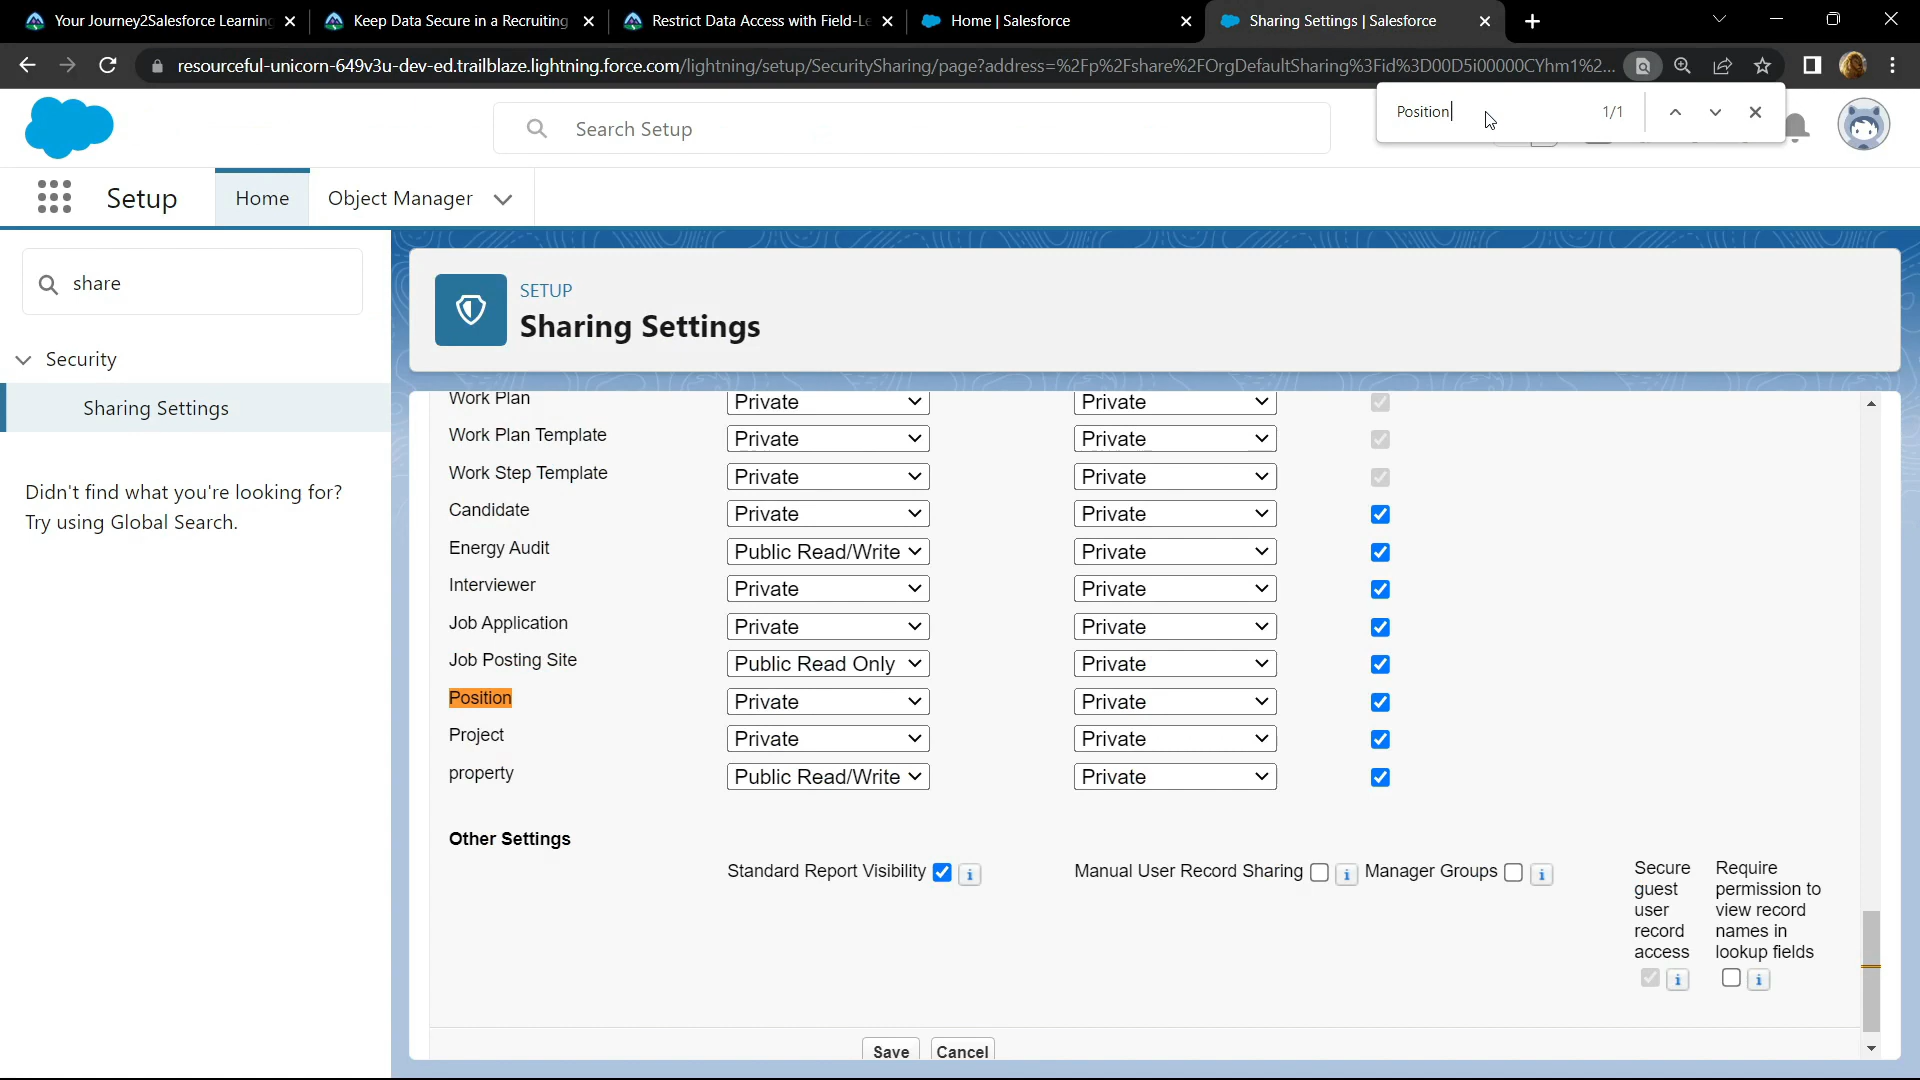 Your Journey2Salesforce Learning
Keep Data Secure in a Recruiting
Restrict Data Access with Field-Le
Home | Salesforce
Sharing Settings | Salesforce
resourceful-unicorn-649v3u-dev-ed.trailblaze.lightning.force.com/lightning/setup/SecuritySharing/page?address=%2Fp%2Fshare%2FOrgDefaultSharing%3Fid%3D00D5i00000CYhm1%2...
Position 1/1
Search Setup
Setup Home Object Manager
share
Security
Sharing Settings
Didn't find what you're looking for?
Try using Global Search.
SETUP
Sharing Settings
Work Plan Private Private
Work Plan Template Private Private
Work Step Template Private Private
Candidate Private Private
Energy Audit Public Read/Write Private
Interviewer Private Private
Job Application Private Private
Job Posting Site Public Read Only Private
Position Private Private
Project Private Private
property Public Read/Write Private
Other Settings
Standard Report Visibility i
Manual User Record Sharing i
Manager Groups i
Secure
guest
user
record
access
i
Require
permission to
view record
names in
lookup fields
i
Save Cancel